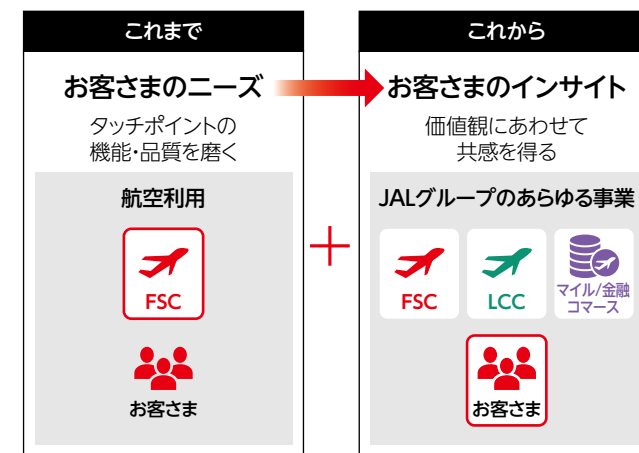 これまで
お客さまのニーズ
タッチポイントの
機能・品質を磨く
航空利用
FSC
お客さま
これから
お客さまのインサイト
価値観にあわせて
共感を得る
JALグループのあらゆる事業
FSC
LCC
マイル/金融
コマース
お客さま